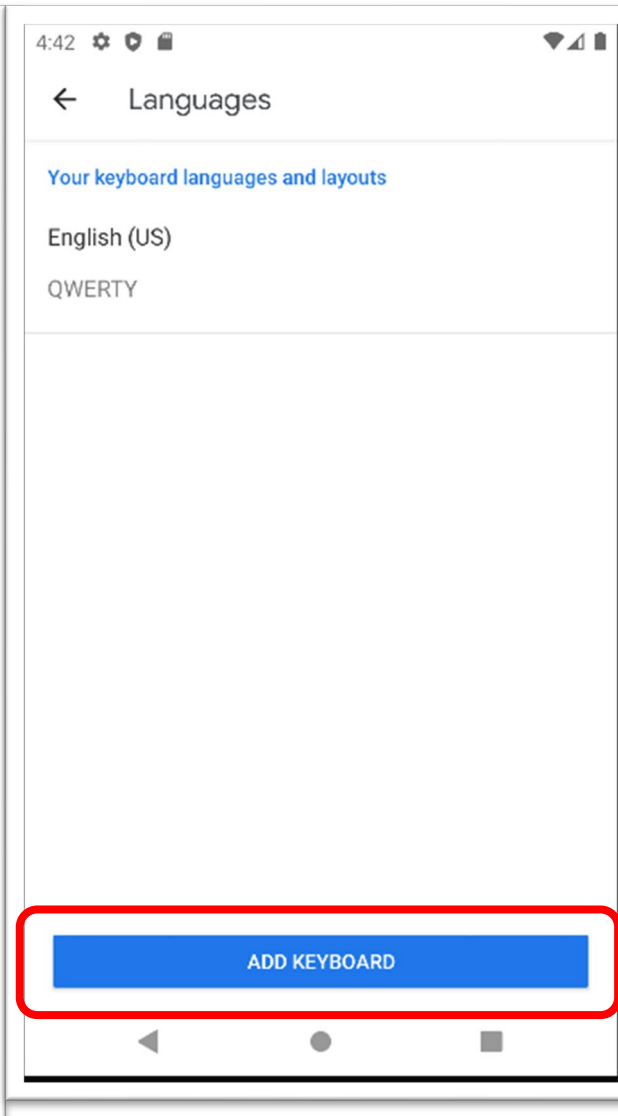 4:42
Languages
Your keyboard languages and layouts
English (US)
QWERTY
ADD KEYBOARD